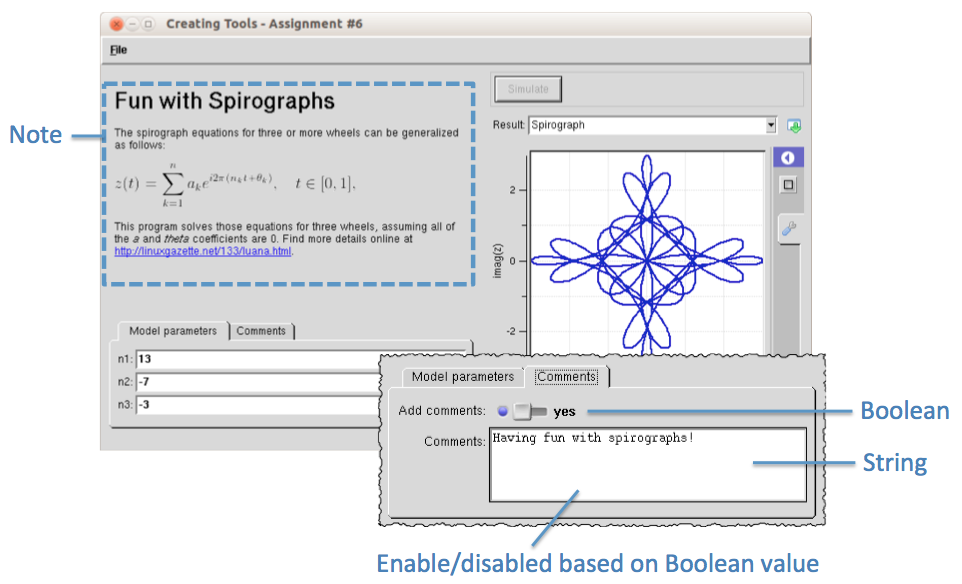 Creating Tools - Assignment #6
File
Fun with Spirographs
The spirograph equations for three or more wheels can be generalized
as follows:
z(t) = \sum_{k=1}^{n} a_k e^{i2\pi(n_k t+\theta_k)}, t ∈ [0, 1],
This program solves those equations for three wheels, assuming all of
the a and theta coefficients are 0. Find more details online at
http://linuxgazette.net/133/luana.html.
Note
Simulate
Result: Spirograph
imag(z)
2
0
-2
Model parameters
Comments
n1: 13
n2: -7
n3: -3
Model parameters
Comments
Add comments: yes
Comments: Having fun with spirographs!
Boolean
String
Enable/disabled based on Boolean value